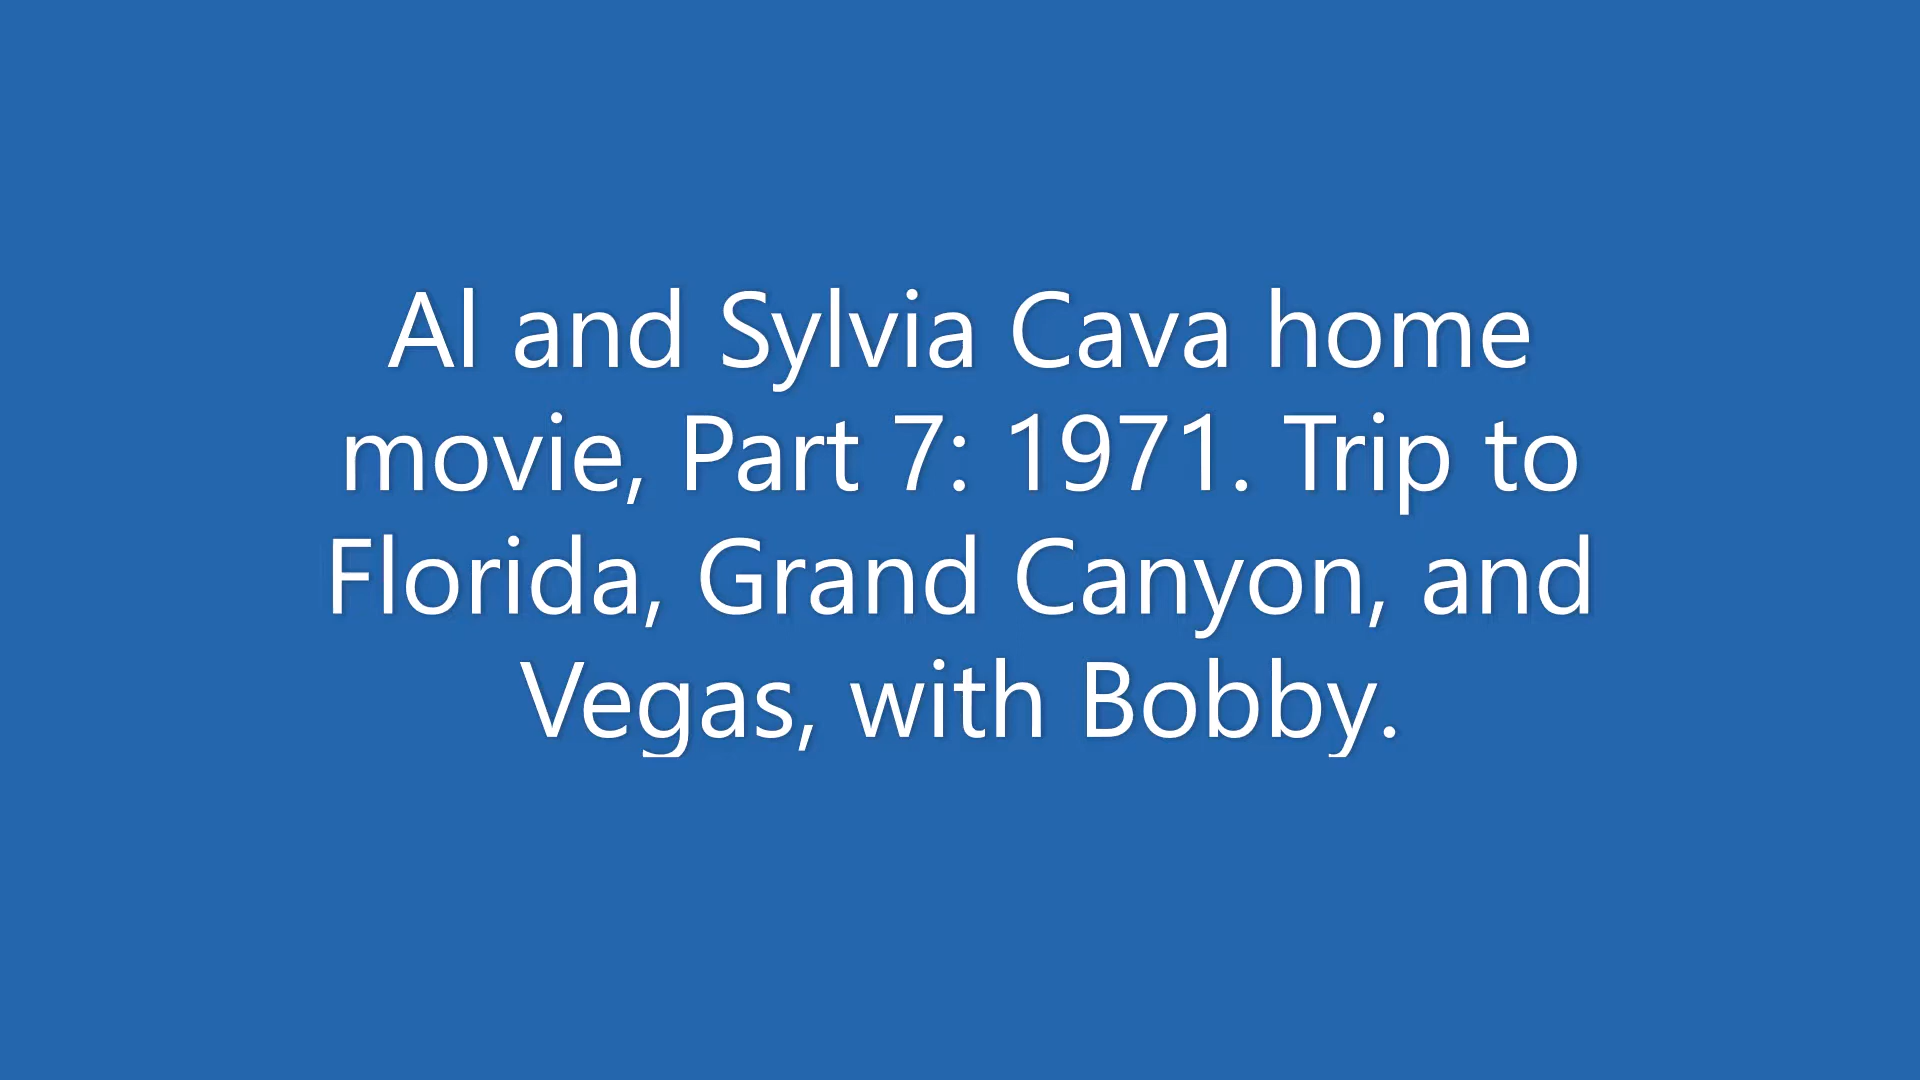 Al and Sylvia Cava home
movie, Part 7: 1971. Trip to
Florida, Grand Canyon, and
Vegas, with Bobby.